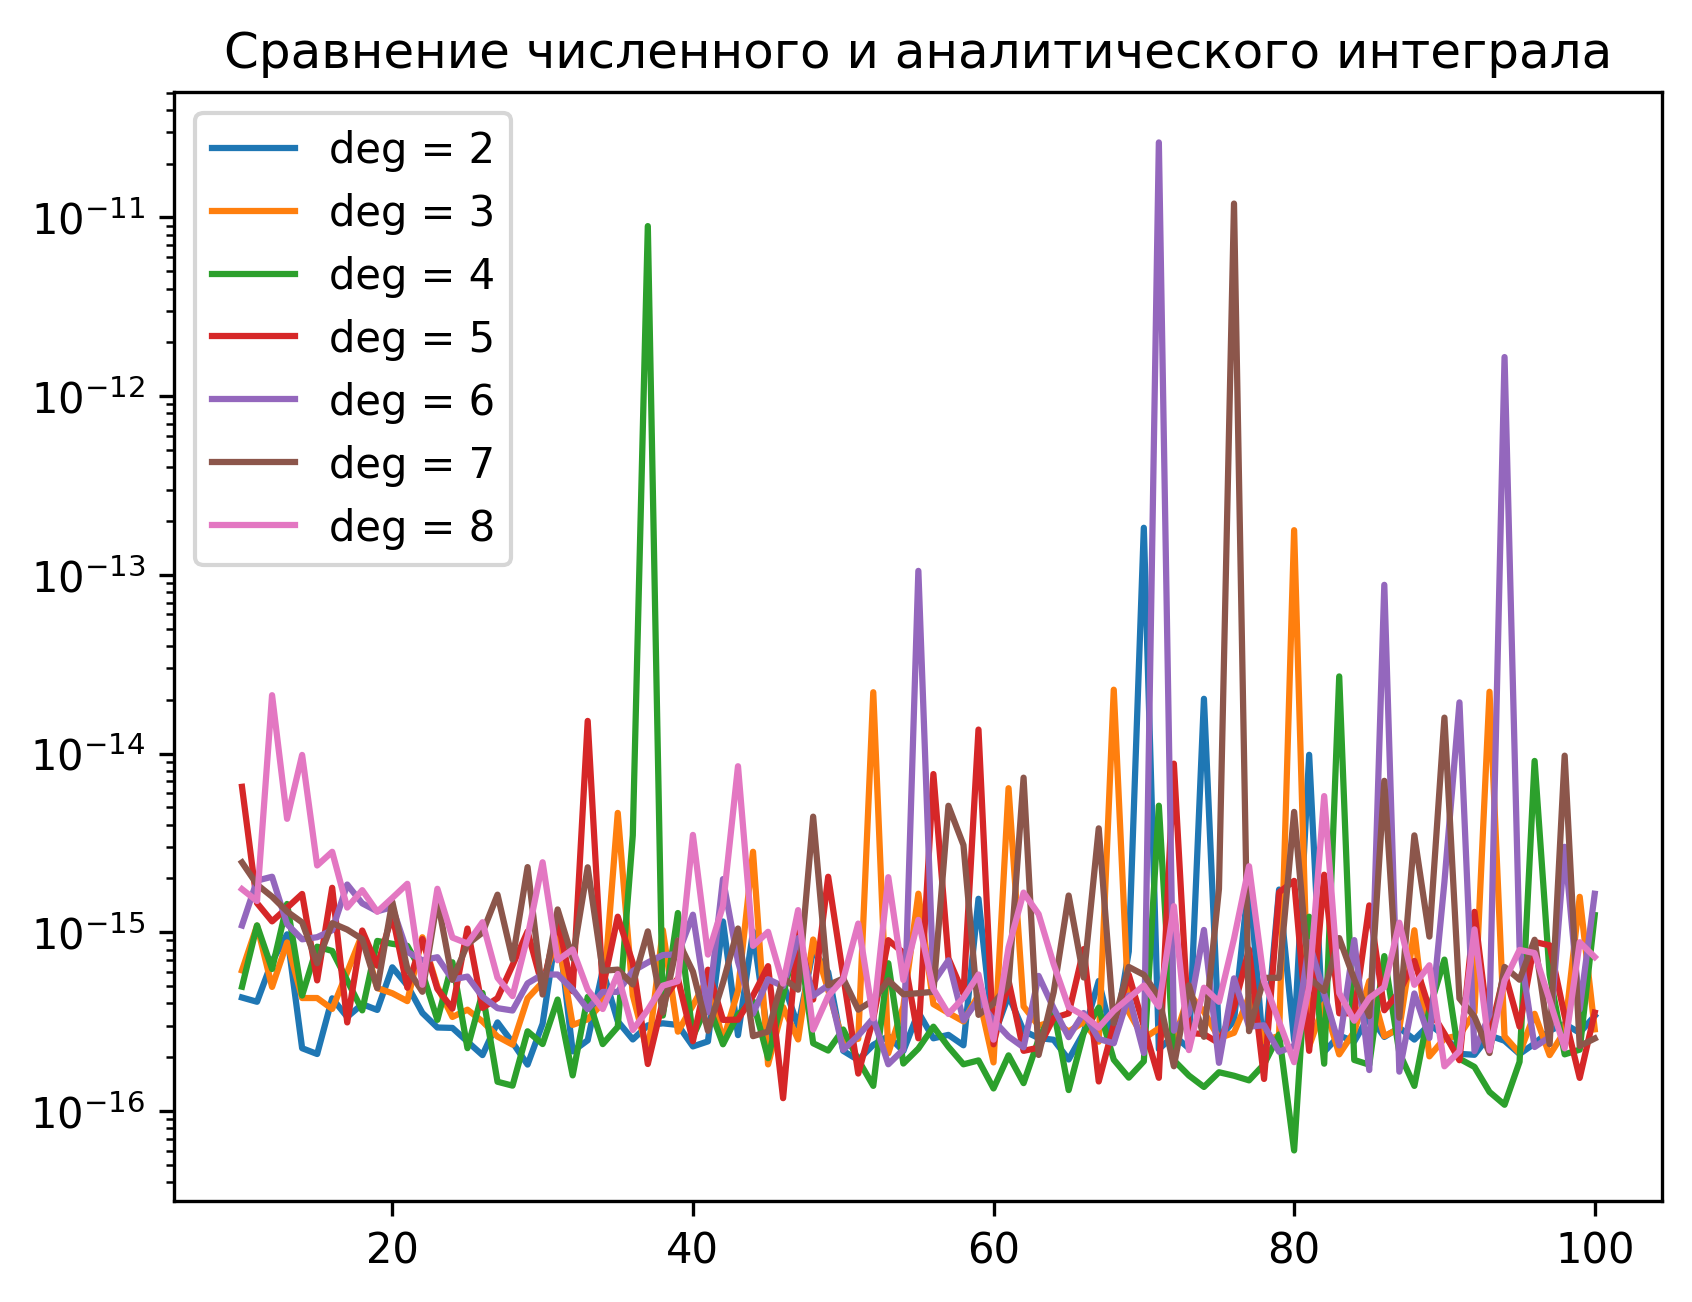 Сравнение численного и аналитического интеграла
deg = 2
deg = 3
deg = 4
deg = 5
deg = 6
deg = 7
deg = 8
10⁻¹¹
10⁻¹²
10⁻¹³
10⁻¹⁴
10⁻¹⁵
10⁻¹⁶
20 40 60 80 100